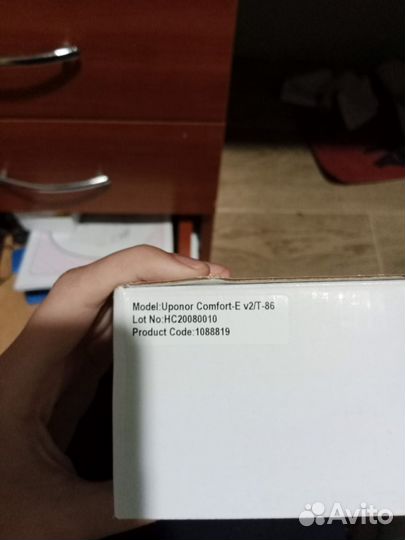 Model:Uponor Comfort-E v2/T-86
Lot No:HC20080010
Product Code:1088819
Avito